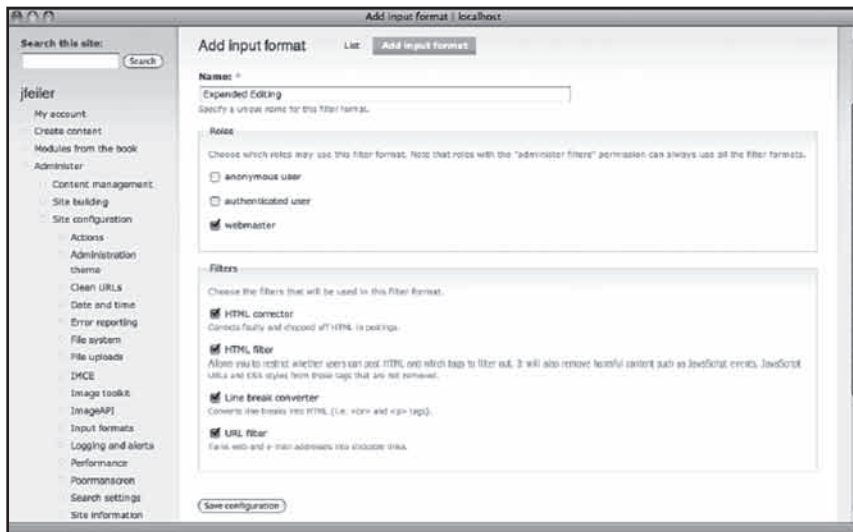 Add input format | localhost
Search this site:
Search
jfeiler
My account
Create content
Modules from the book
Administer
Content management
Site building
Site configuration
Actions
Administration
theme
Clean URLs
Date and time
Error reporting
File system
File uploads
IMCE
Image toolkit
ImageAPI
Input formats
Logging and alerts
Performance
Poormanscron
Search settings
Site information
Add input format
List
Add input format
Name: *
Expanded Editing
Specify a unique name for this filter format.
Roles
Choose which roles may use this filter format. Note that roles with the "administer filters" permission can always use all the filter formats.
anonymous user
authenticated user
webmaster
Filters
Choose the filters that will be used in this filter format.
HTML corrector
Corrects faulty and chopped off HTML in postings.
HTML filter
Allows you to restrict whether users can post HTML and which tags to filter out. It will also remove harmful content such as JavaScript events, JavaScript
URLs and CSS styles from those tags that are not removed.
Line break converter
Converts line breaks into HTML (i.e. <br> and <p> tags).
URL filter
Turns web and e-mail addresses into clickable links.
Save configuration